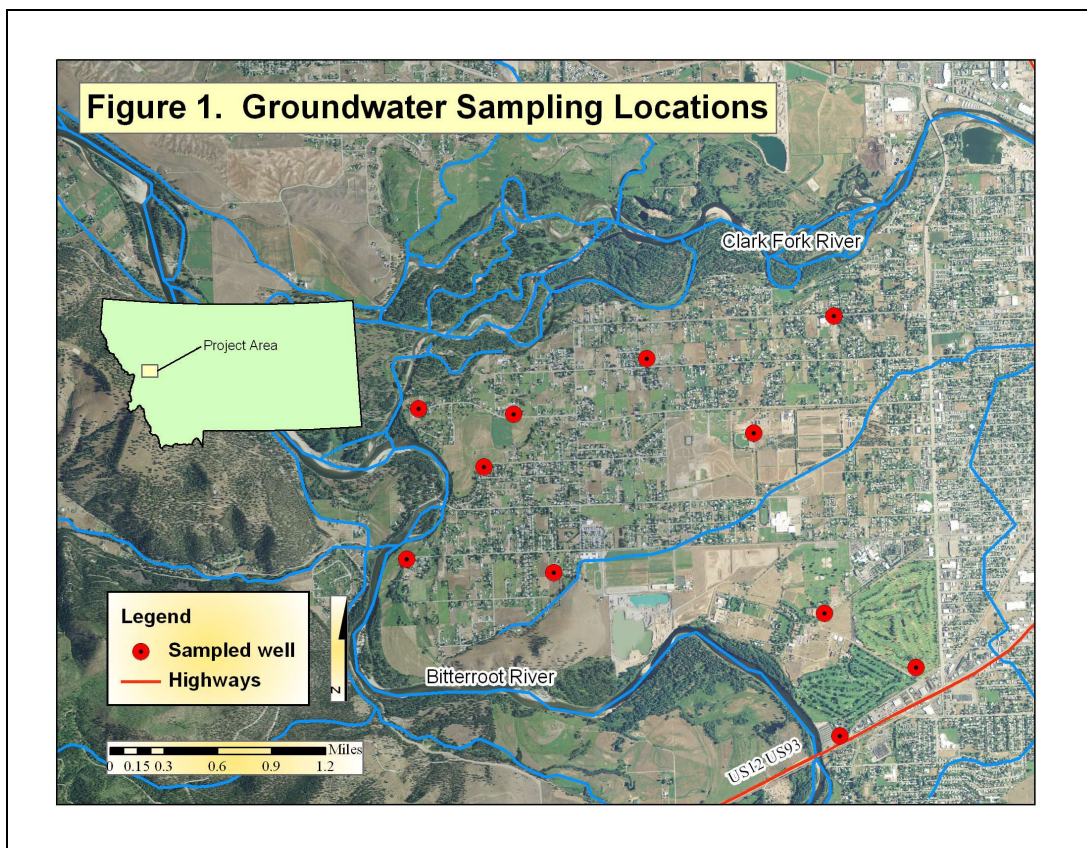 Figure 1. Groundwater Sampling Locations
Clark Fork River
Project Area
Legend
Sampled well
Highways
N
Bitterroot River
US12 US93
Miles
0 0.15 0.3 0.6 0.9 1.2